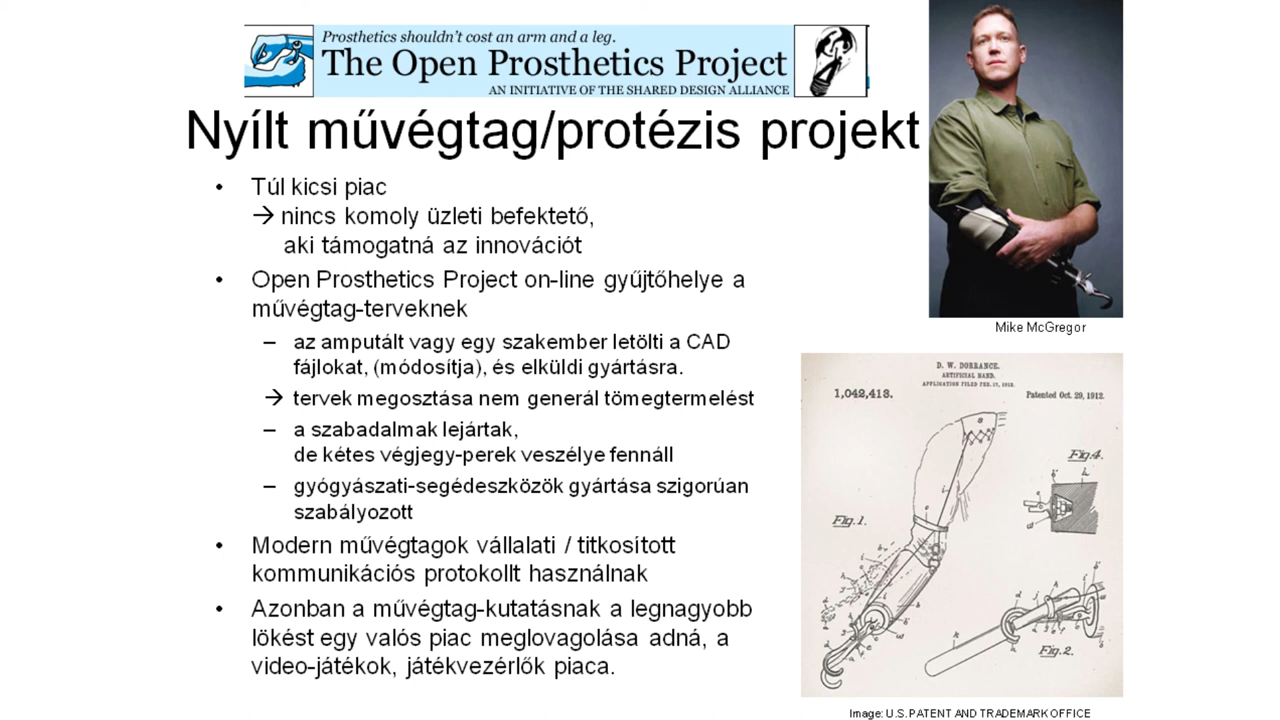 Prosthetics shouldn't cost an arm and a leg.
The Open Prosthetics Project
AN INITIATIVE OF THE SHARED DESIGN ALLIANCE
Nyílt művégtag/protézis projekt
• Túl kicsi piac
→ nincs komoly üzleti befektető,
aki támogatná az innovációt
• Open Prosthetics Project on-line gyűjtőhelye a
művégtag-terveknek
– az amputált vagy egy szakember letölti a CAD
fájlokat, (módosítja), és elküldi gyártásra.
→ tervek megosztása nem generál tömegtermelést
– a szabadalmak lejártak,
de kétes végjegy-perek veszélye fennáll
– gyógyászati-segédeszközök gyártása szigorúan
szabályozott
• Modern művégtagok vállalati / titkosított
kommunikációs protokollt használnak
• Azonban a művégtag-kutatásnak a legnagyobb
lökést egy valós piac meglovagolása adná, a
video-játékok, játékvezérlők piaca.
Mike McGregor
D. W. DORRANCE.
ARTIFICIAL HAND.
APPLICATION FILED FEB. 17, 1912.
1,042,413.
Patented Oct. 29, 1912.
Fig.4.
Fig.1.
Fig.2.
Image: U.S. PATENT AND TRADEMARK OFFICE